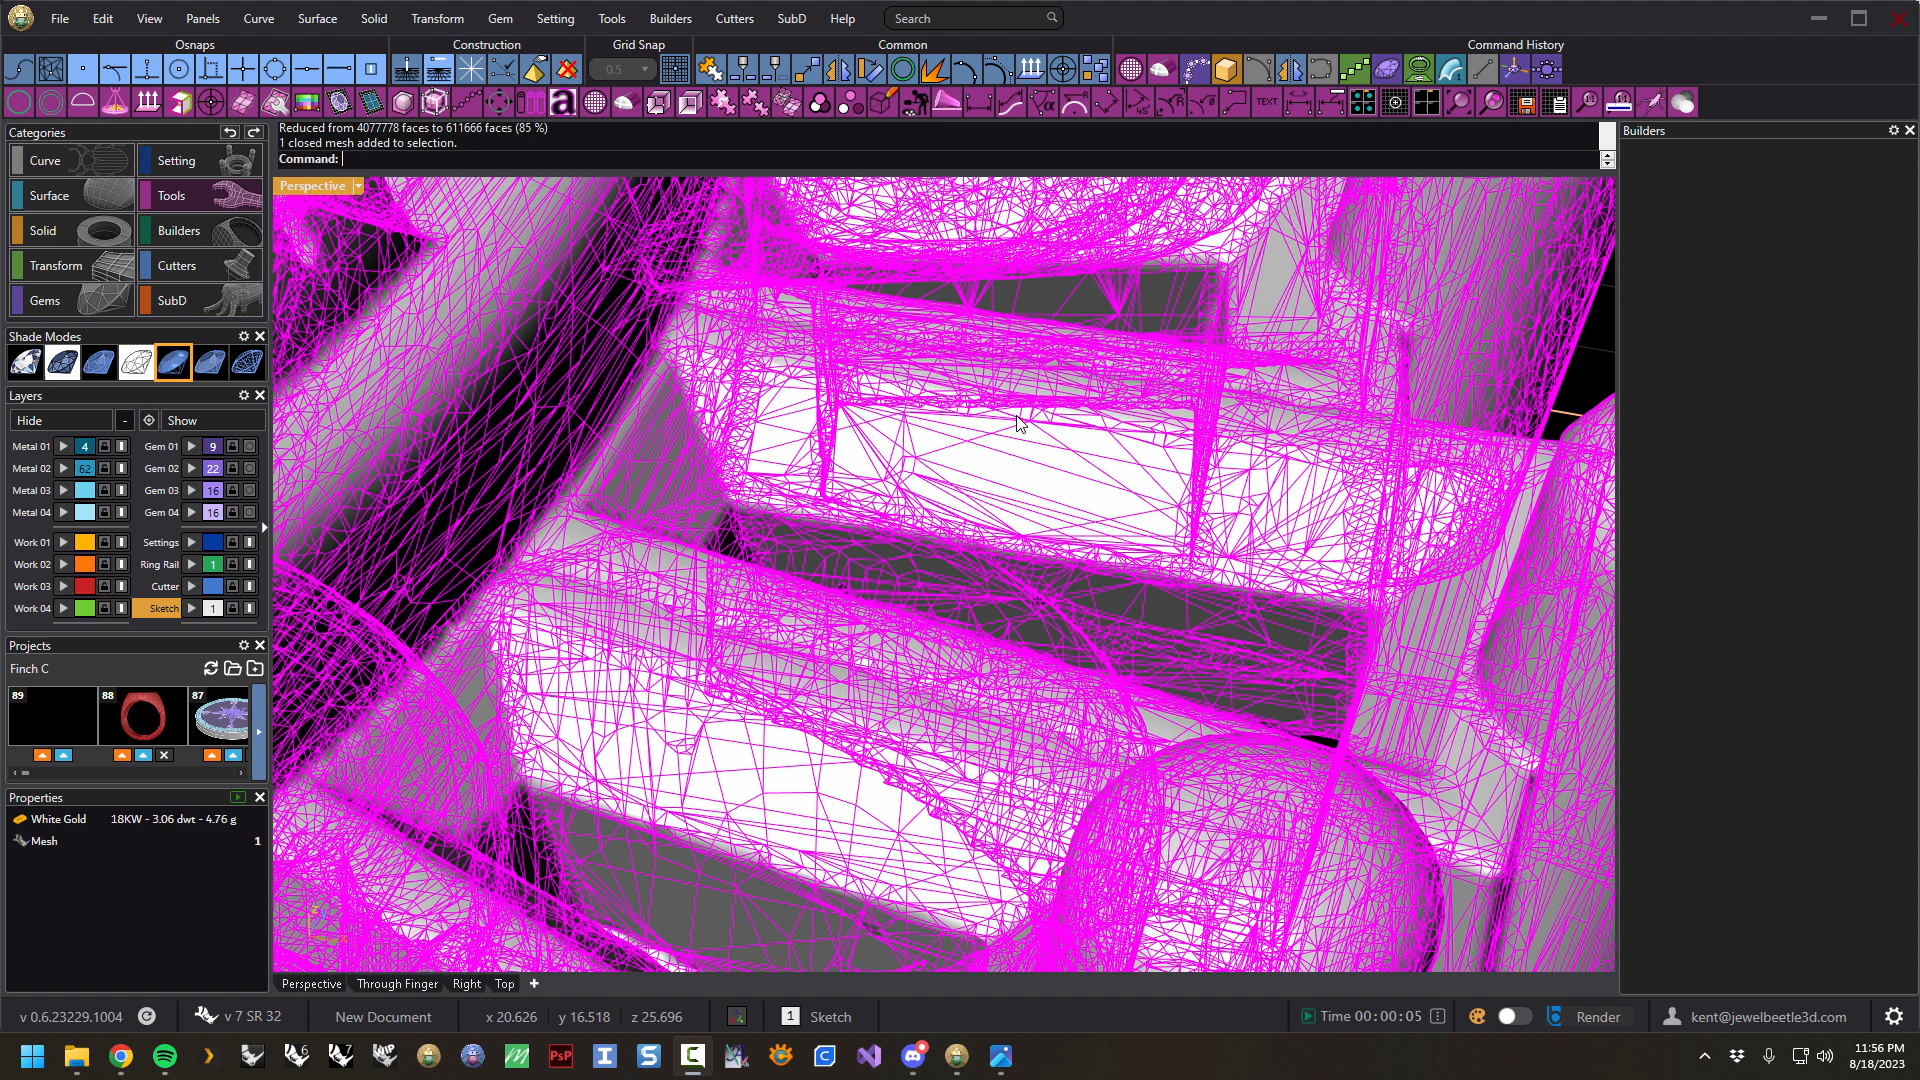 File Edit View Panels Curve Surface Solid Transform Gem Setting Tools Builders Cutters SubD Help Search
Osnaps Construction Grid Snap Common Command History
0.5
a TEXT
Categories
Curve Setting
Surface Tools
Solid Builders
Transform Cutters
Gems SubD
Shade Modes
Layers
Hide - Show
Metal 01 4 Gem 01 9
Metal 02 62 Gem 02 22
Metal 03 Gem 03 16
Metal 04 Gem 04 16
Work 01 Settings
Work 02 Ring Rail 1
Work 03 Cutter
Work 04 Sketch 1
Projects
Finch C
89 88 87
Properties
White Gold 18KW - 3.06 dwt - 4.76 g
Mesh 1
Reduced from 4077778 faces to 611666 faces (85 %)
1 closed mesh added to selection.
Command:
Perspective
Builders
Perspective Through Finger Right Top +
v 0.6.23229.1004 v 7 SR 32 New Document x 20.626 y 16.518 z 25.696 1 Sketch Time 00:00:05 Render kent@jewelbeetle3d.com
11:56 PM
8/18/2023